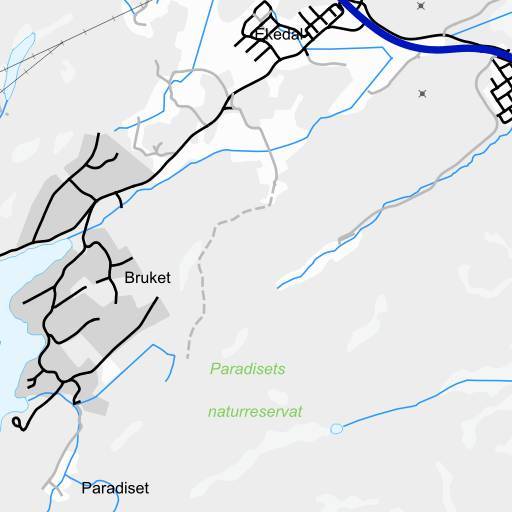 Ekedal
Bruket
Paradisets
naturreservat
Paradiset